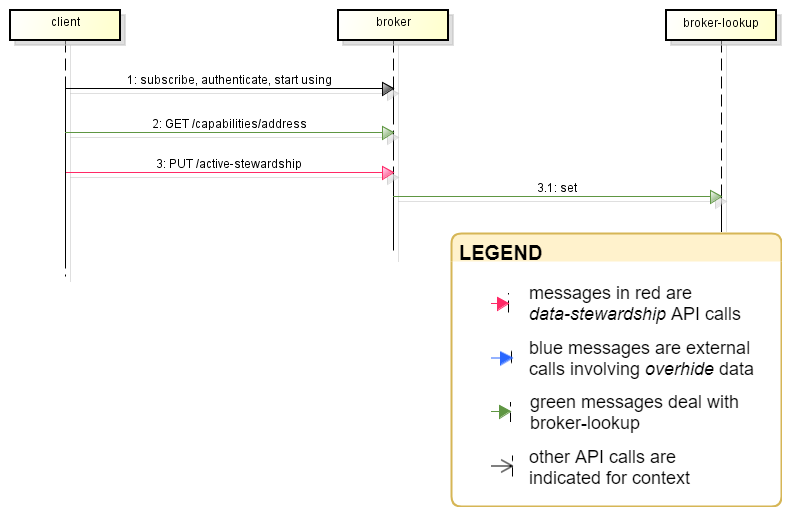 client
broker
broker-lookup
1: subscribe, authenticate, start using
2: GET /capabilities/address
3: PUT /active-stewardship
3.1: set
LEGEND
messages in red are
data-stewardship API calls
blue messages are external
calls involving overhide data
green messages deal with
broker-lookup
other API calls are
indicated for context